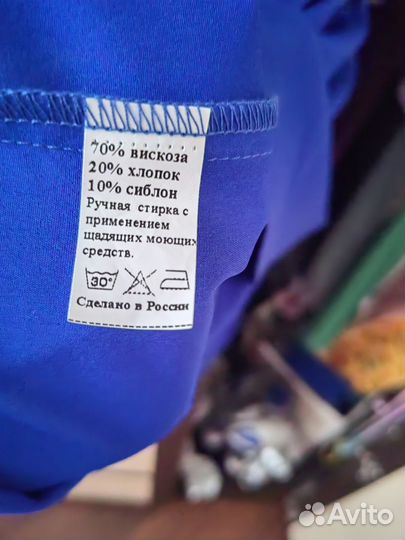 70% вискоза
20% хлопок
10% сиблон
Ручная стирка с
применением
щадящих моющих
средств.
30°
Сделано в России
Avito